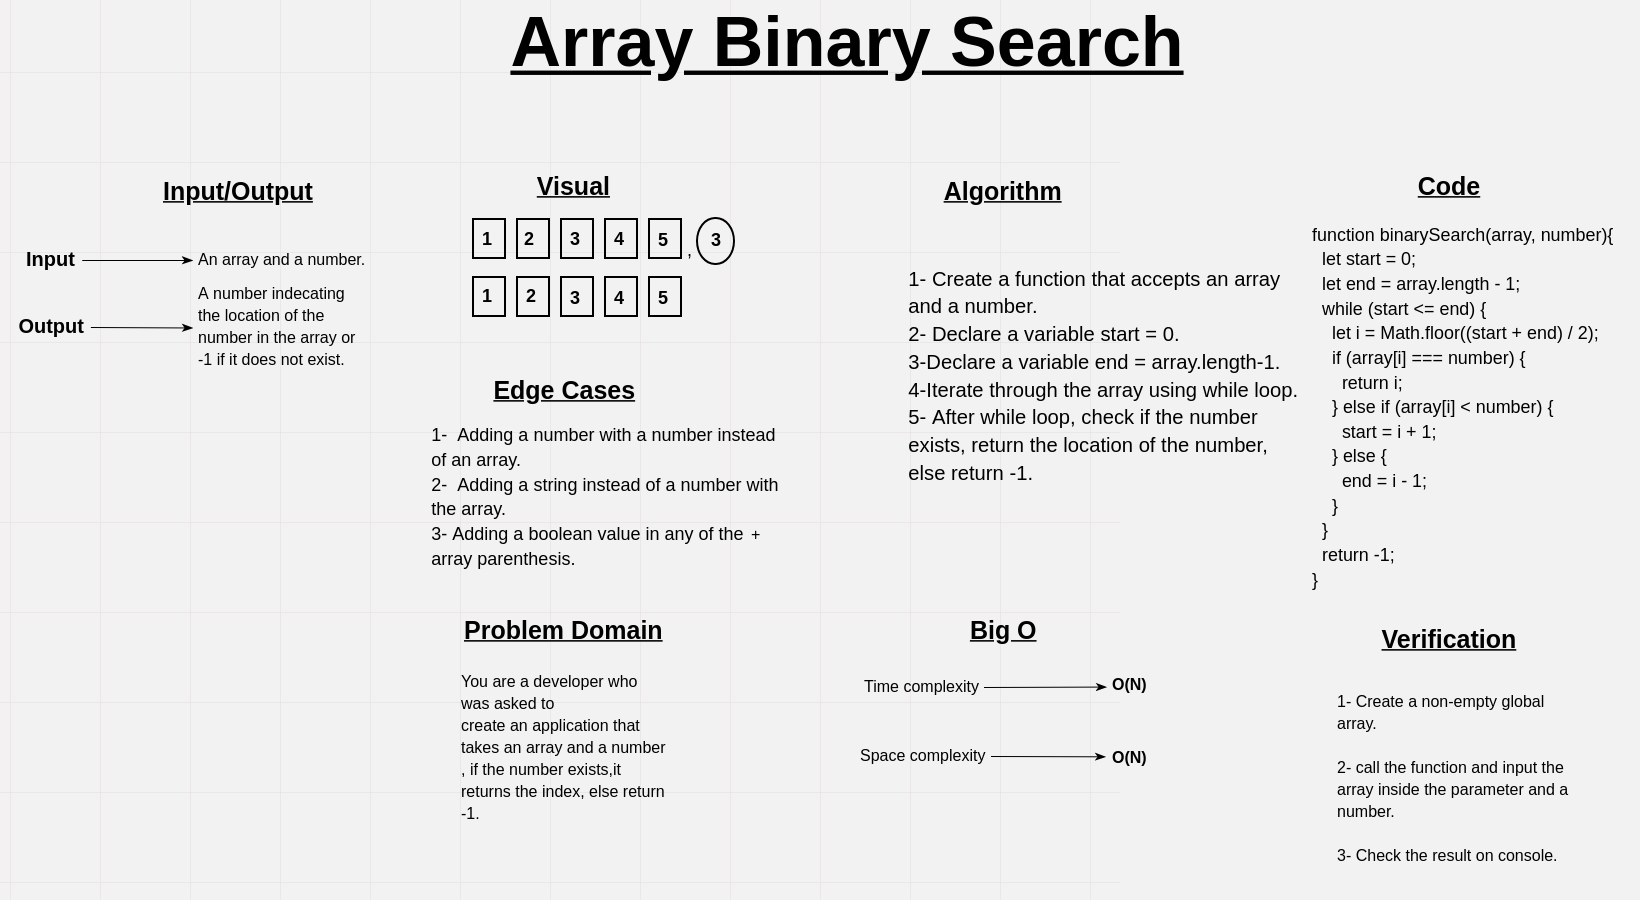 Array Binary Search
Input/Output
Input
An array and a number.
Output
A number indecating
the location of the
number in the array or
-1 if it does not exist.
Visual
1 2 3 4 5 , 3
1 2 3 4 5
Edge Cases
1-  Adding a number with a number instead
of an array.
2-  Adding a string instead of a number with
the array.
3- Adding a boolean value in any of the +
array parenthesis.
Problem Domain
You are a developer who
was asked to
create an application that
takes an array and a number
, if the number exists,it
returns the index, else return
-1.
Algorithm
1- Create a function that accepts an array
and a number.
2- Declare a variable start = 0.
3-Declare a variable end = array.length-1.
4-Iterate through the array using while loop.
5- After while loop, check if the number
exists, return the location of the number,
else return -1.
Big O
Time complexity O(N)
Space complexity O(N)
Code
function binarySearch(array, number){
  let start = 0;
  let end = array.length - 1;
  while (start <= end) {
    let i = Math.floor((start + end) / 2);
    if (array[i] === number) {
      return i;
    } else if (array[i] < number) {
      start = i + 1;
    } else {
      end = i - 1;
    }
  }
  return -1;
}
Verification
1- Create a non-empty global
array.
2- call the function and input the
array inside the parameter and a
number.
3- Check the result on console.